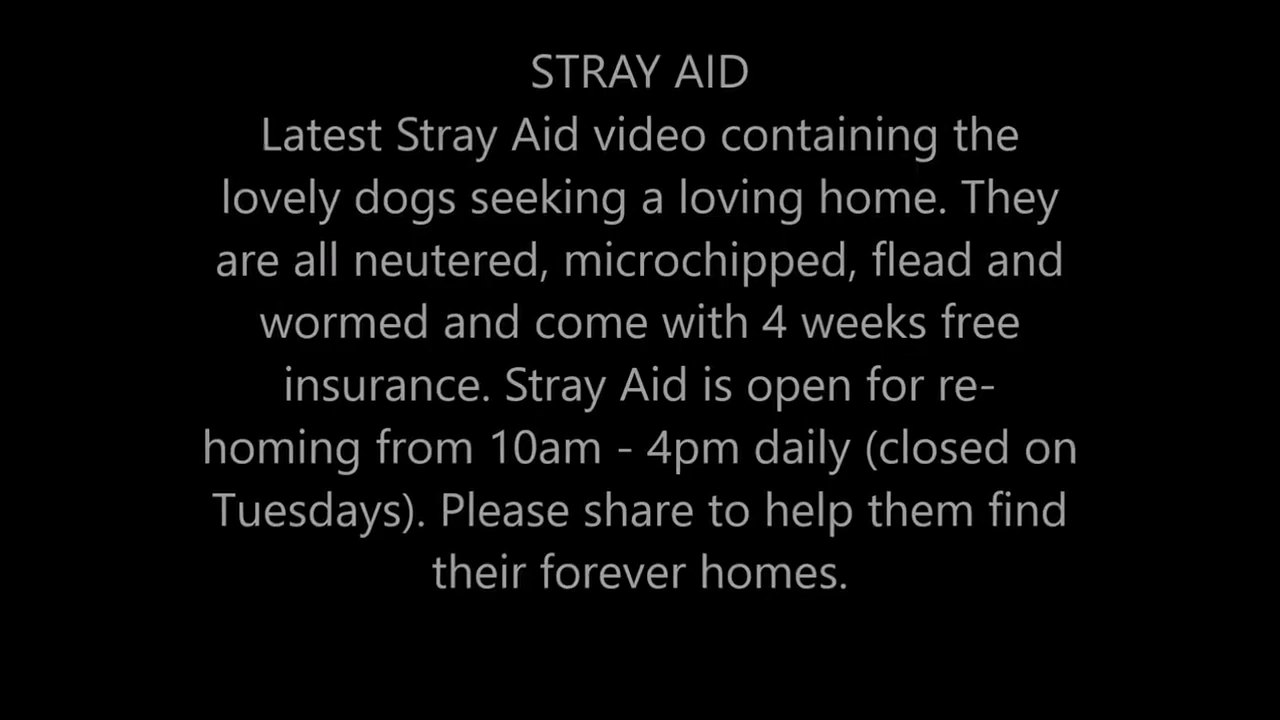 STRAY AID
Latest Stray Aid video containing the
lovely dogs seeking a loving home. They
are all neutered, microchipped, flead and
wormed and come with 4 weeks free
insurance. Stray Aid is open for re-
homing from 10am - 4pm daily (closed on
Tuesdays). Please share to help them find
their forever homes.